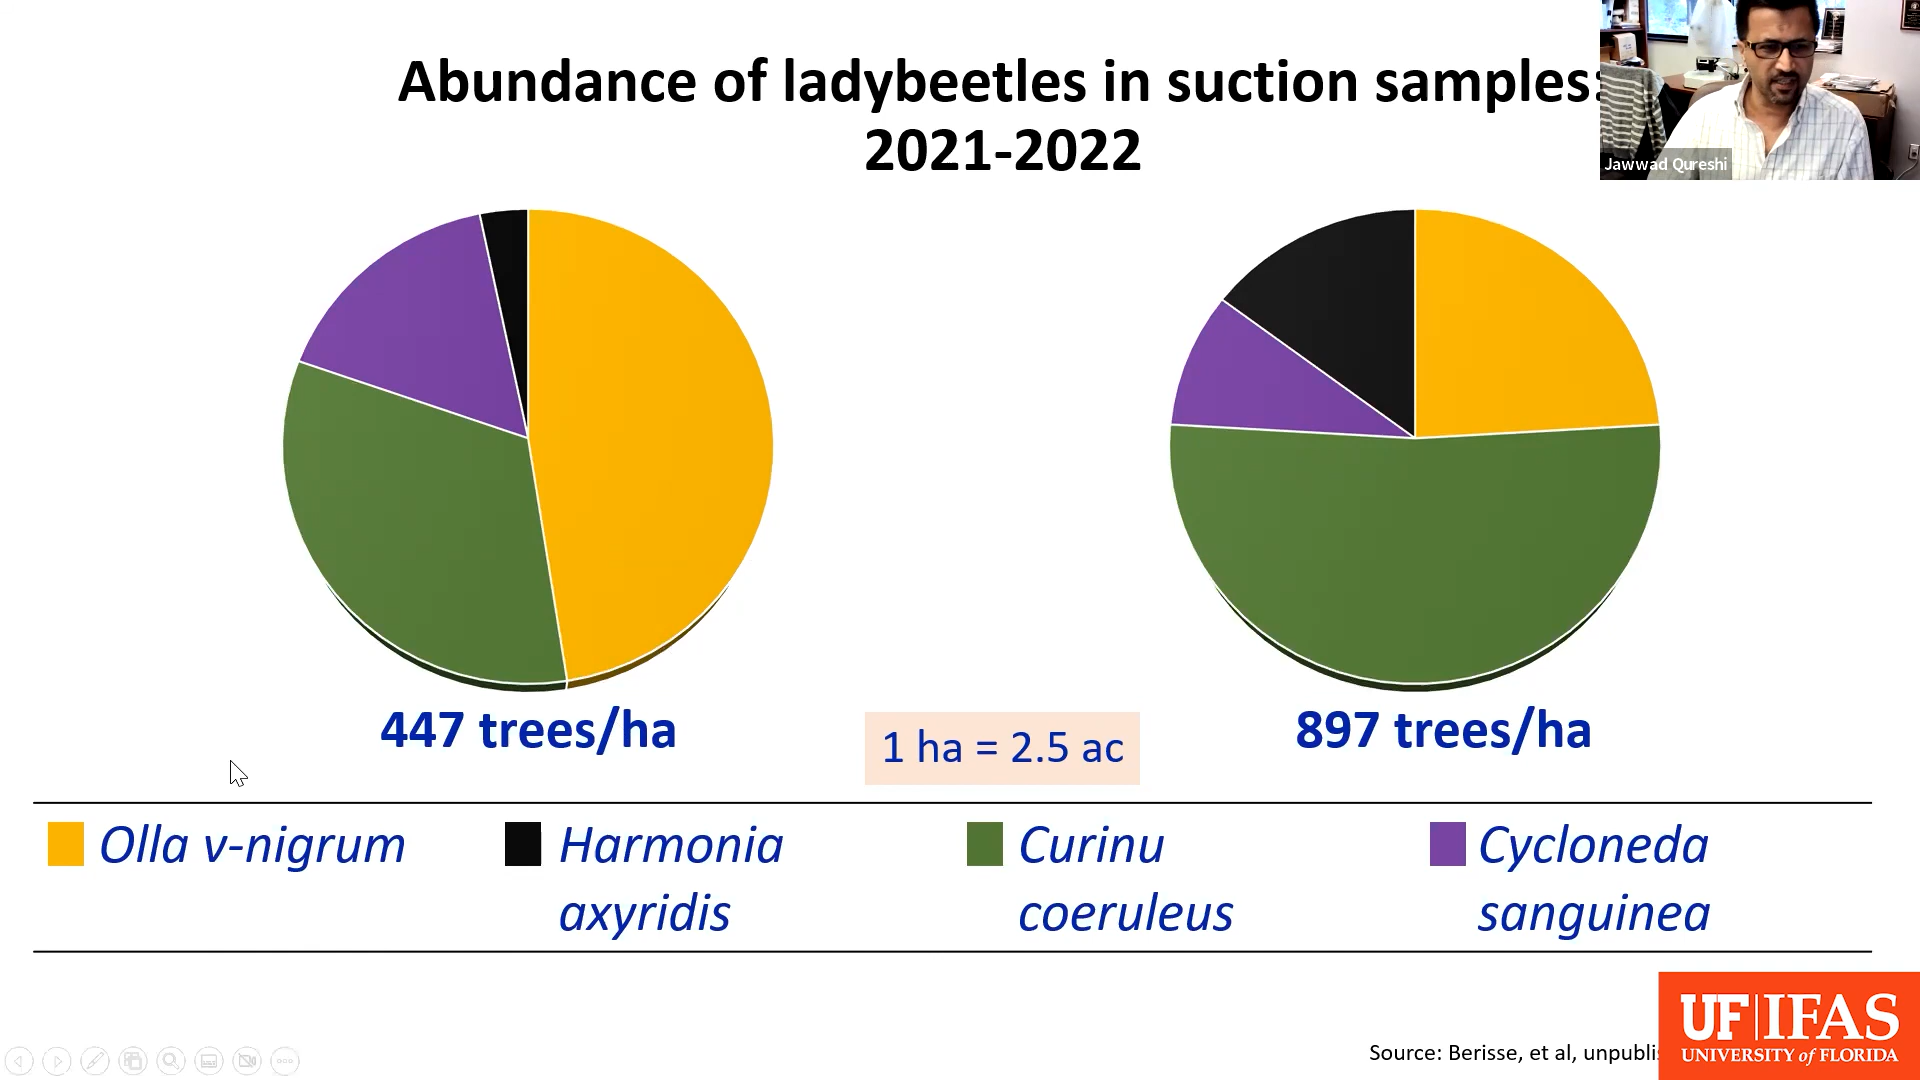 Abundance of ladybeetles in suction samples:
2021-2022
Jawwad Qureshi
447 trees/ha
1 ha = 2.5 ac
897 trees/ha
Olla v-nigrum
Harmonia
axyridis
Curinu
coeruleus
Cycloneda
sanguinea
Source: Berisse, et al,
UF|IFAS
UNIVERSITY of FLORIDA